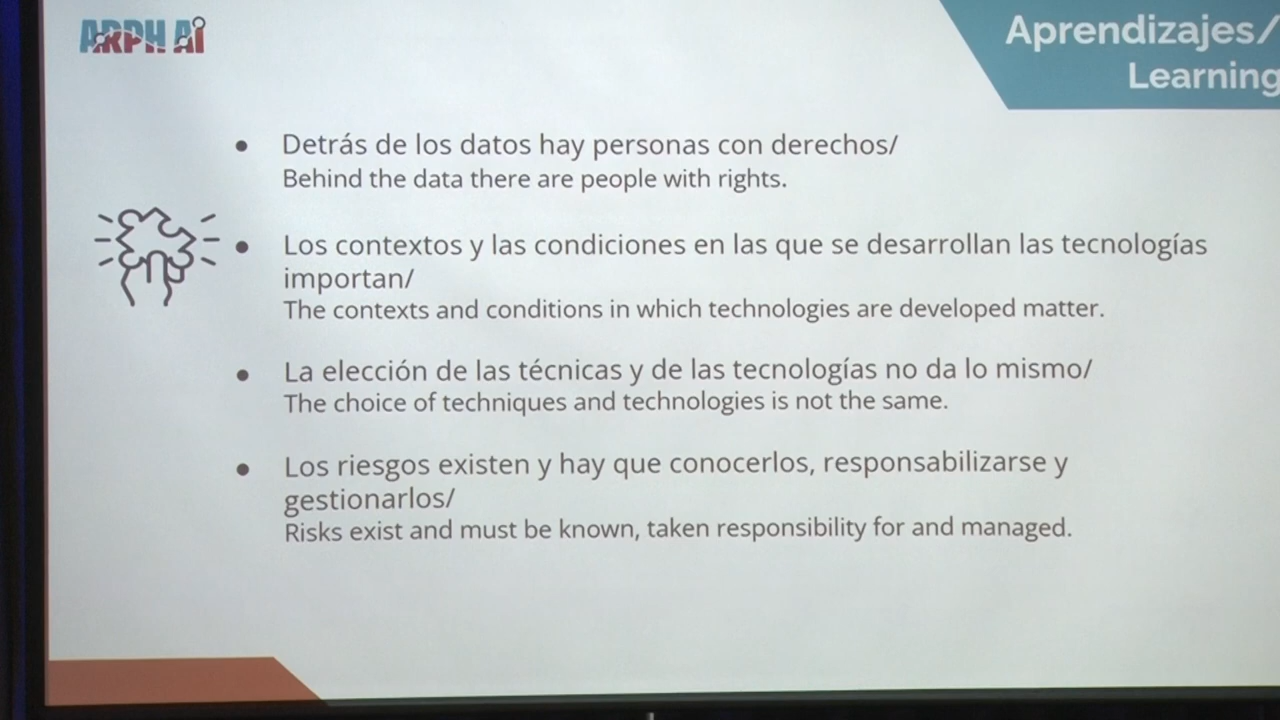 ARPH AI
Aprendizajes/
Learning
Detrás de los datos hay personas con derechos/
Behind the data there are people with rights.
Los contextos y las condiciones en las que se desarrollan las tecnologías
importan/
The contexts and conditions in which technologies are developed matter.
La elección de las técnicas y de las tecnologías no da lo mismo/
The choice of techniques and technologies is not the same.
Los riesgos existen y hay que conocerlos, responsabilizarse y
gestionarlos/
Risks exist and must be known, taken responsibility for and managed.